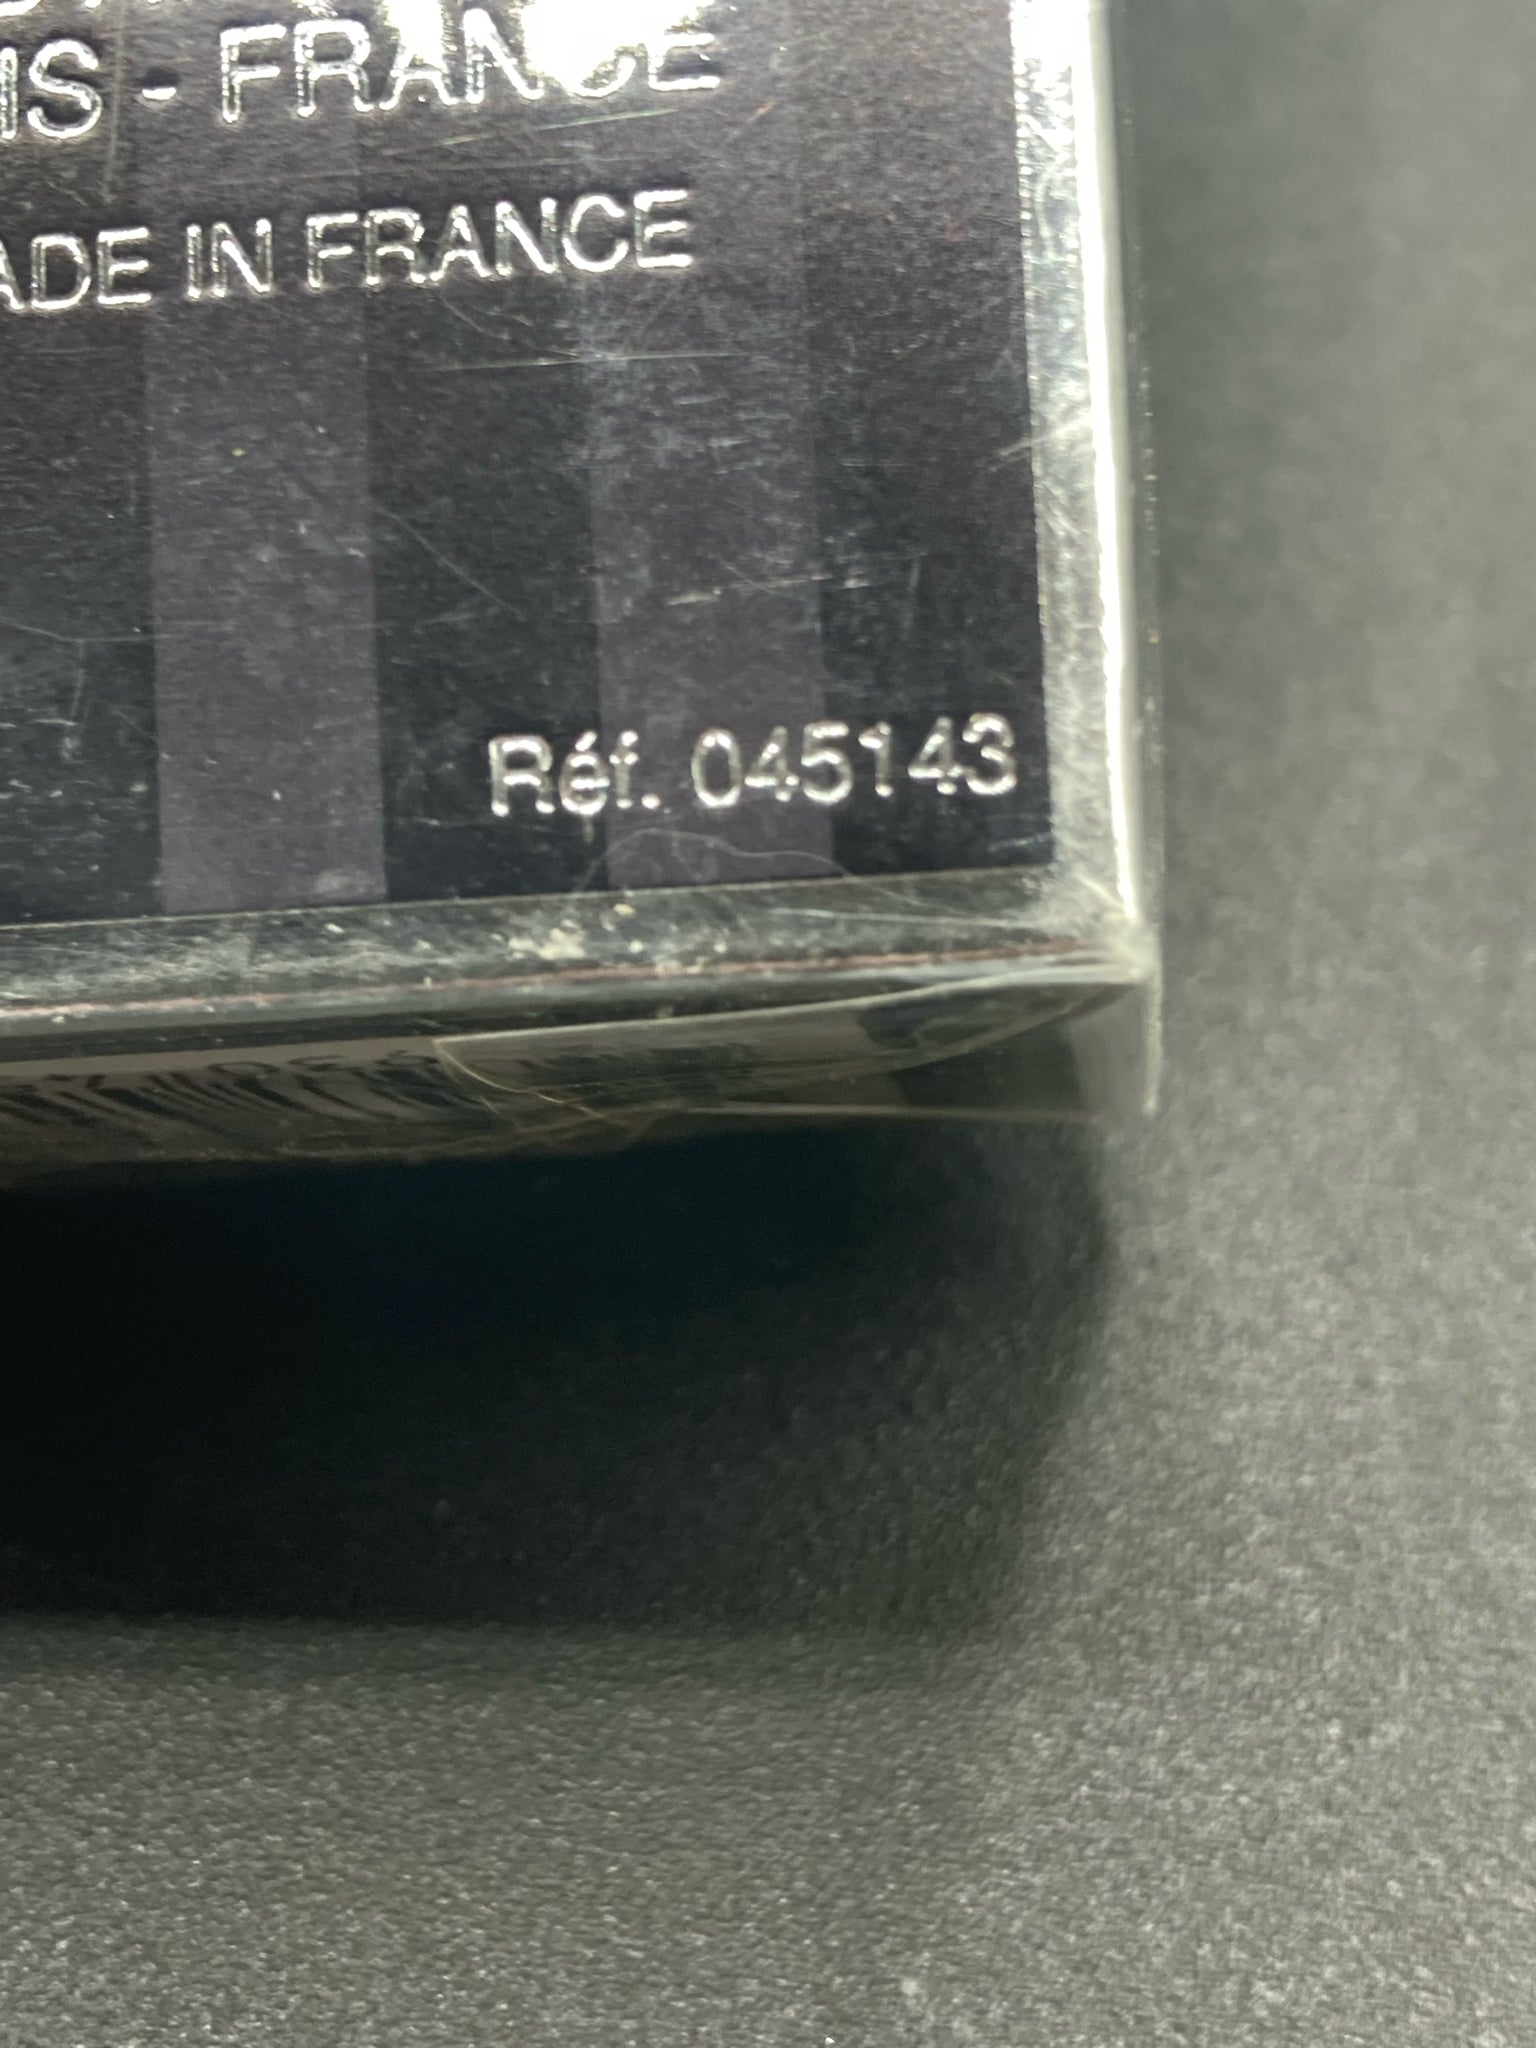 IS - FRANCE
ADE IN FRANCE
Réf. 045143